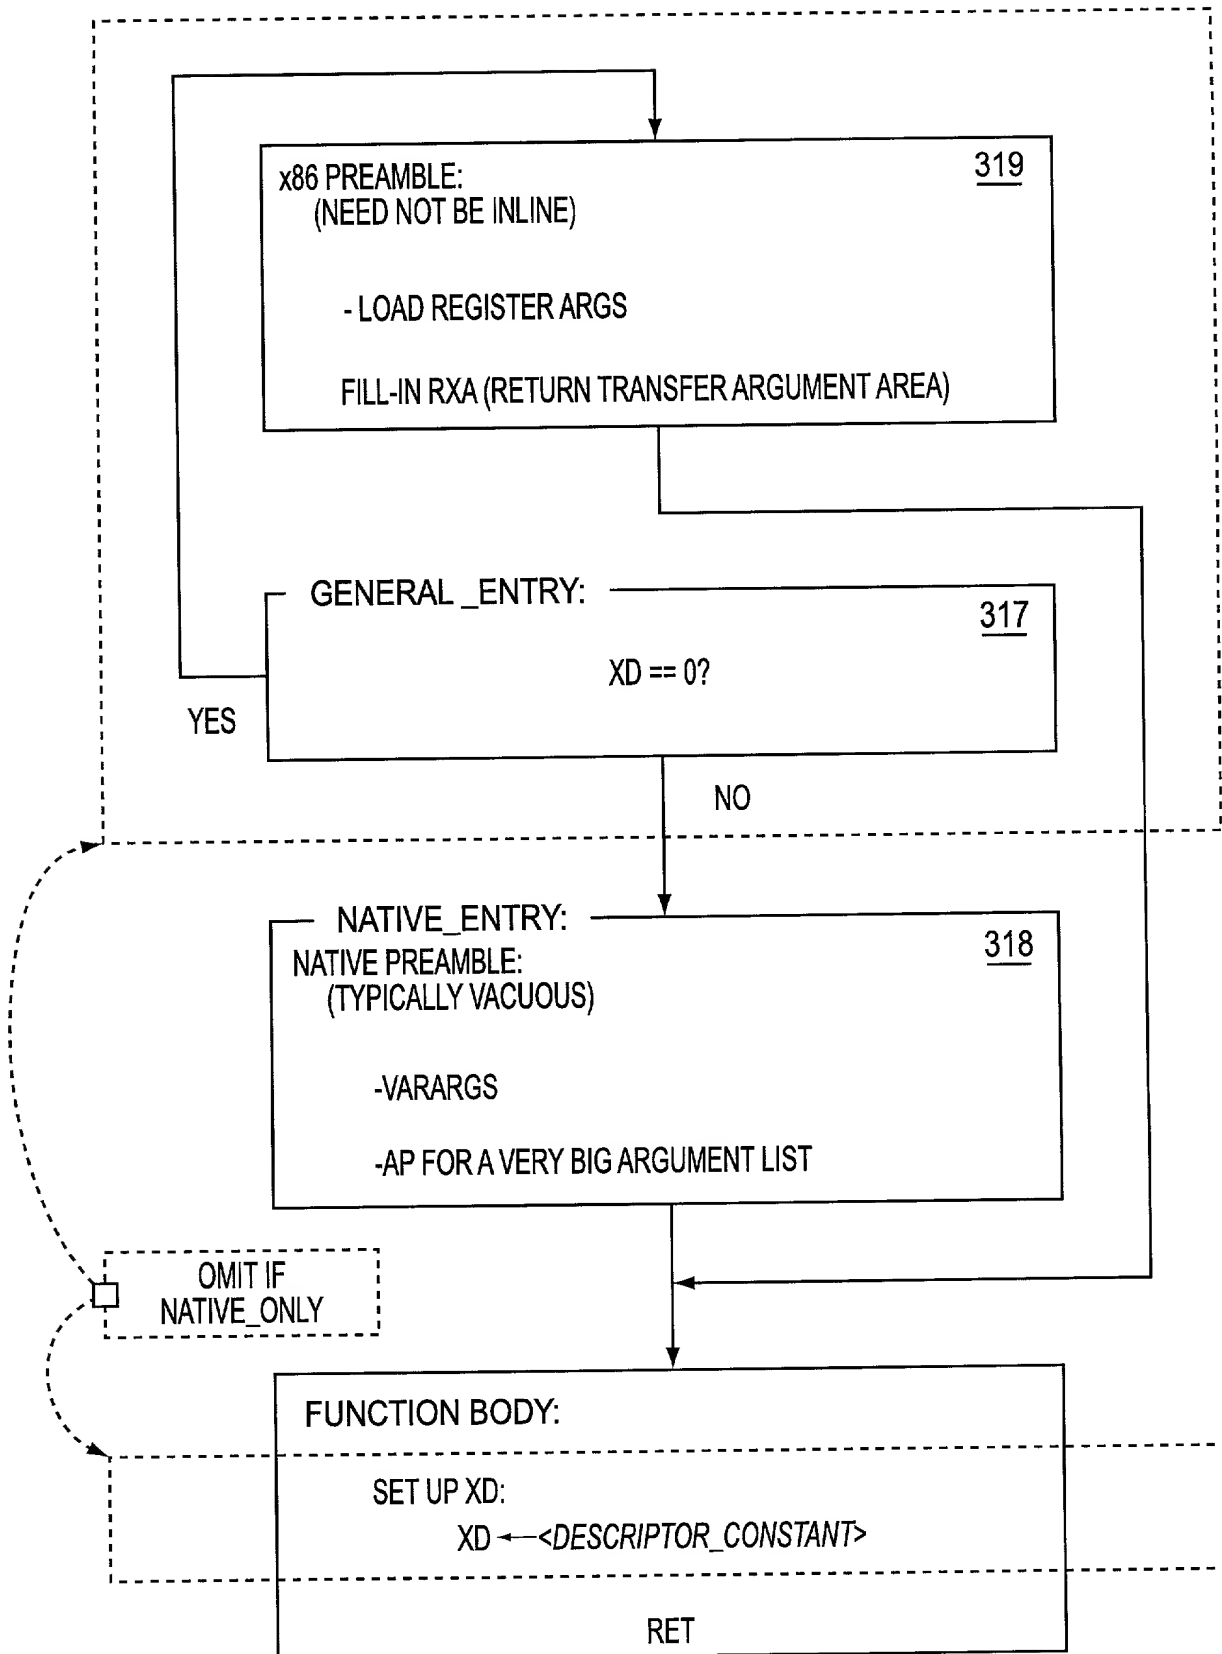 x86 PREAMBLE:
319
(NEED NOT BE INLINE)
- LOAD REGISTER ARGS
FILL-IN RXA (RETURN TRANSFER ARGUMENT AREA)
GENERAL _ENTRY:
317
XD == 0?
YES
NO
NATIVE_ENTRY:
318
NATIVE PREAMBLE:
(TYPICALLY VACUOUS)
-VARARGS
-AP FOR A VERY BIG ARGUMENT LIST
OMIT IF
NATIVE_ONLY
FUNCTION BODY:
SET UP XD:
XD ←<DESCRIPTOR_CONSTANT>
RET